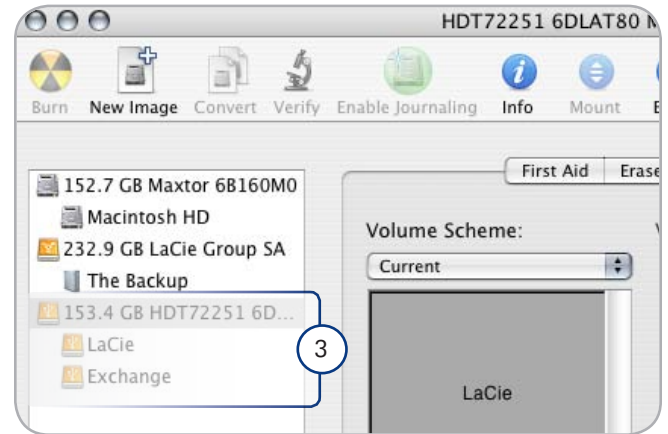 HDT72251 6DLAT80 M
Burn New Image Convert Verify Enable Journaling Info Mount E
First Aid Erase
152.7 GB Maxtor 6B160M0
Macintosh HD
232.9 GB LaCie Group SA
The Backup
153.4 GB HDT72251 6D...
LaCie
Exchange
3
Volume Scheme:
Current
LaCie